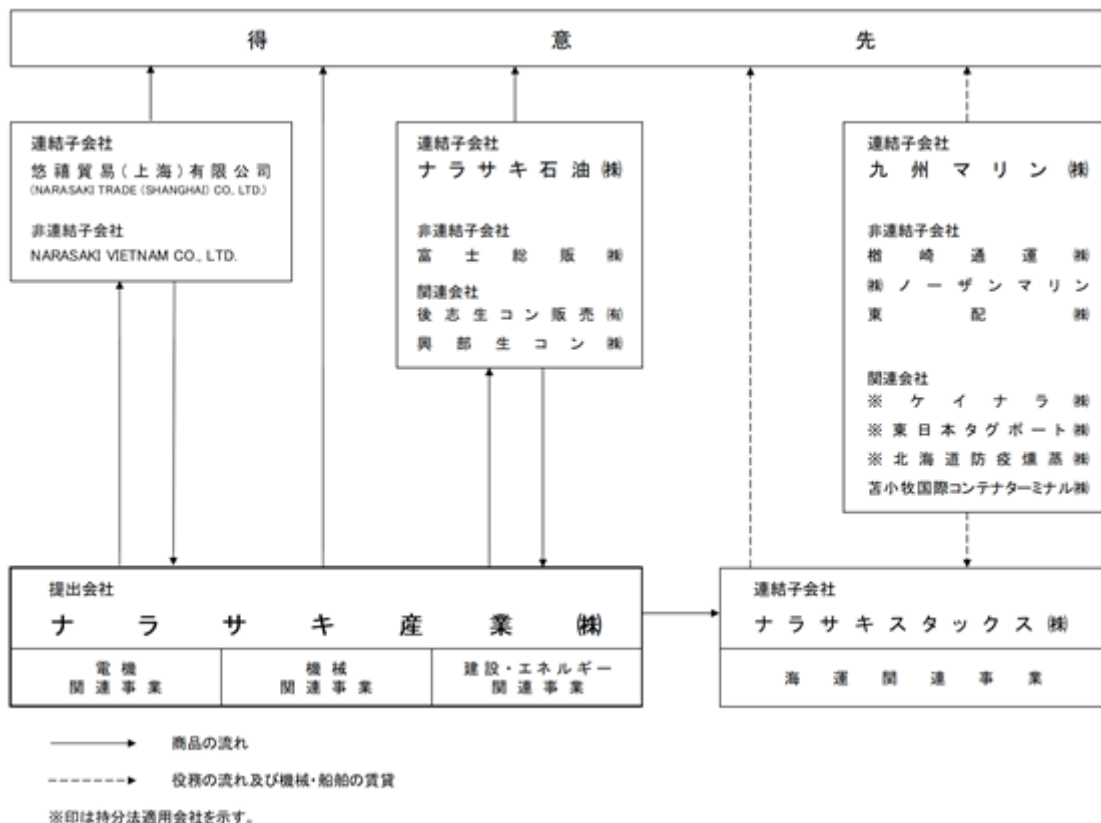 得意先
連結子会社
悠禧貿易(上海)有限公司
(NARASAKI TRADE (SHANGHAI) CO., LTD.)
非連結子会社
NARASAKI VIETNAM CO., LTD.
連結子会社
ナラサキ石油㈱
非連結子会社
富士総販㈱
関連会社
後志生コン販売㈲
興部生コン㈱
連結子会社
九州マリン㈱
非連結子会社
楢崎通運㈱
㈱ノーザンマリン
東配㈱
関連会社
※ケイナラ㈱
※東日本タグボート㈱
※北海道防疫燻蒸㈱
苫小牧国際コンテナターミナル㈱
提出会社
ナラサキ産業㈱
電機
関連事業
機械
関連事業
建設・エネルギー
関連事業
連結子会社
ナラサキスタックス㈱
海運関連事業
商品の流れ
役務の流れ及び機械・船舶の賃貸
※印は持分法適用会社を示す。